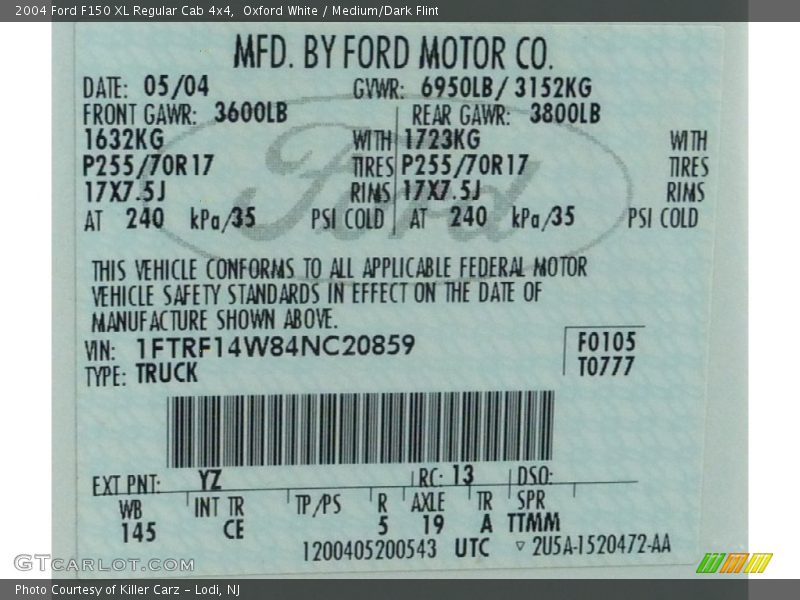 2004 Ford F150 XL Regular Cab 4x4,  Oxford White / Medium/Dark Flint
MFD. BY FORD MOTOR CO.
DATE: 05/04 GVWR: 6950LB/ 3152KG
FRONT GAWR: 3600LB REAR GAWR: 3800LB
1632KG WITH 1723KG WITH
P255/70R17 TIRES P255/70R17 TIRES
17X7.5J RIMS 17X7.5J RIMS
AT 240 kPa/35 PSI COLD AT 240 kPa/35 PSI COLD
Ford
THIS VEHICLE CONFORMS TO ALL APPLICABLE FEDERAL MOTOR
VEHICLE SAFETY STANDARDS IN EFFECT ON THE DATE OF
MANUFACTURE SHOWN ABOVE.
VIN: 1FTRF14W84NC20859 F0105
TYPE: TRUCK T0777
EXT PNT: YZ RC: 13 DSO:
WB INT TR TP/PS R AXLE TR SPR
145 CE 5 19 A TTMM
1200405200543 UTC ▽ 2U5A-1520472-AA
GTCARLOT.COM
Photo Courtesy of Killer Carz – Lodi, NJ